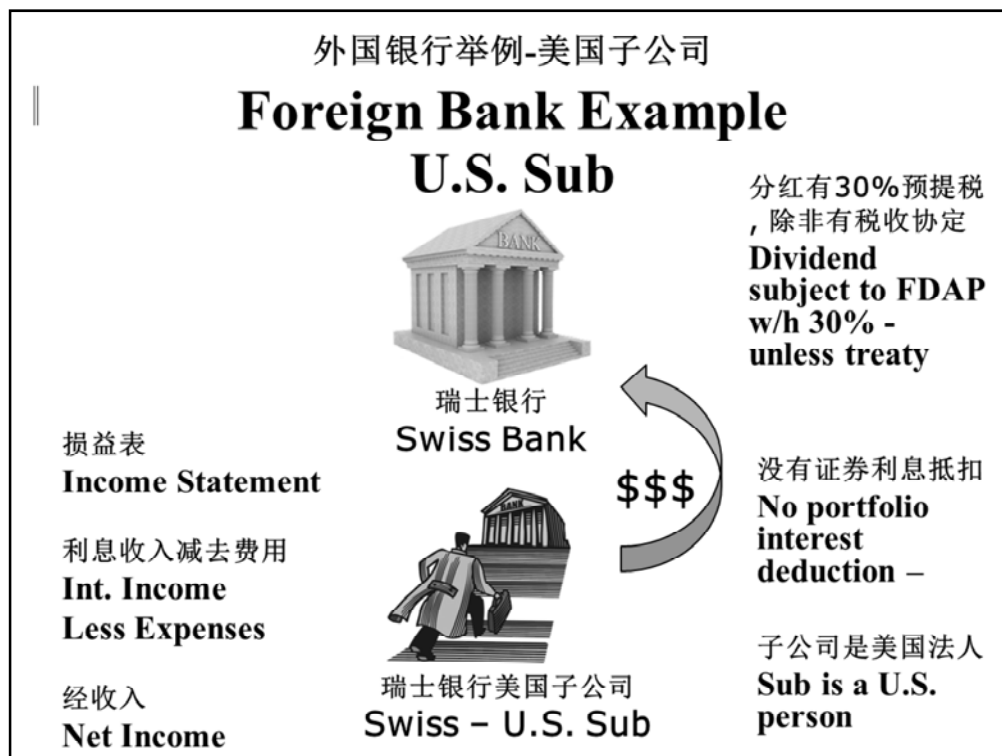 外国银行举例-美国子公司
Foreign Bank Example
U.S. Sub
分红有30%预提税
, 除非有税收协定
Dividend
subject to FDAP
w/h 30% -
unless treaty
BANK
瑞士银行
Swiss Bank
损益表
Income Statement
利息收入减去费用
Int. Income
Less Expenses
经收入
Net Income
$$$
BANK
瑞士银行美国子公司
Swiss – U.S. Sub
没有证券利息抵扣
No portfolio
interest
deduction –
子公司是美国法人
Sub is a U.S.
person